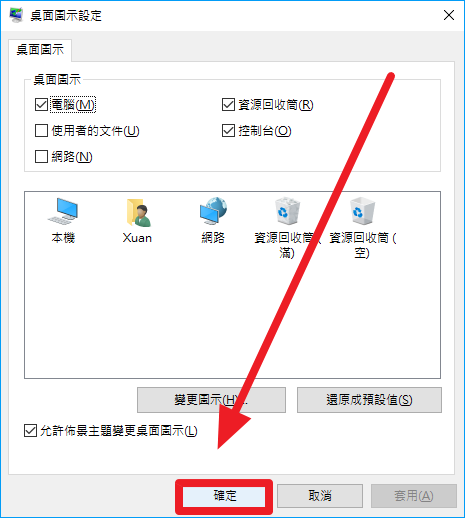 桌面圖示設定
桌面圖示
桌面圖示
電腦(M)
資源回收筒(R)
使用者的文件(U)
控制台(O)
網路(N)
本機
Xuan
網路
資源回收筒 (
滿)
資源回收筒 (
空)
變更圖示(H)...
還原成預設值(S)
允許佈景主題變更桌面圖示(L)
確定
取消
套用(A)